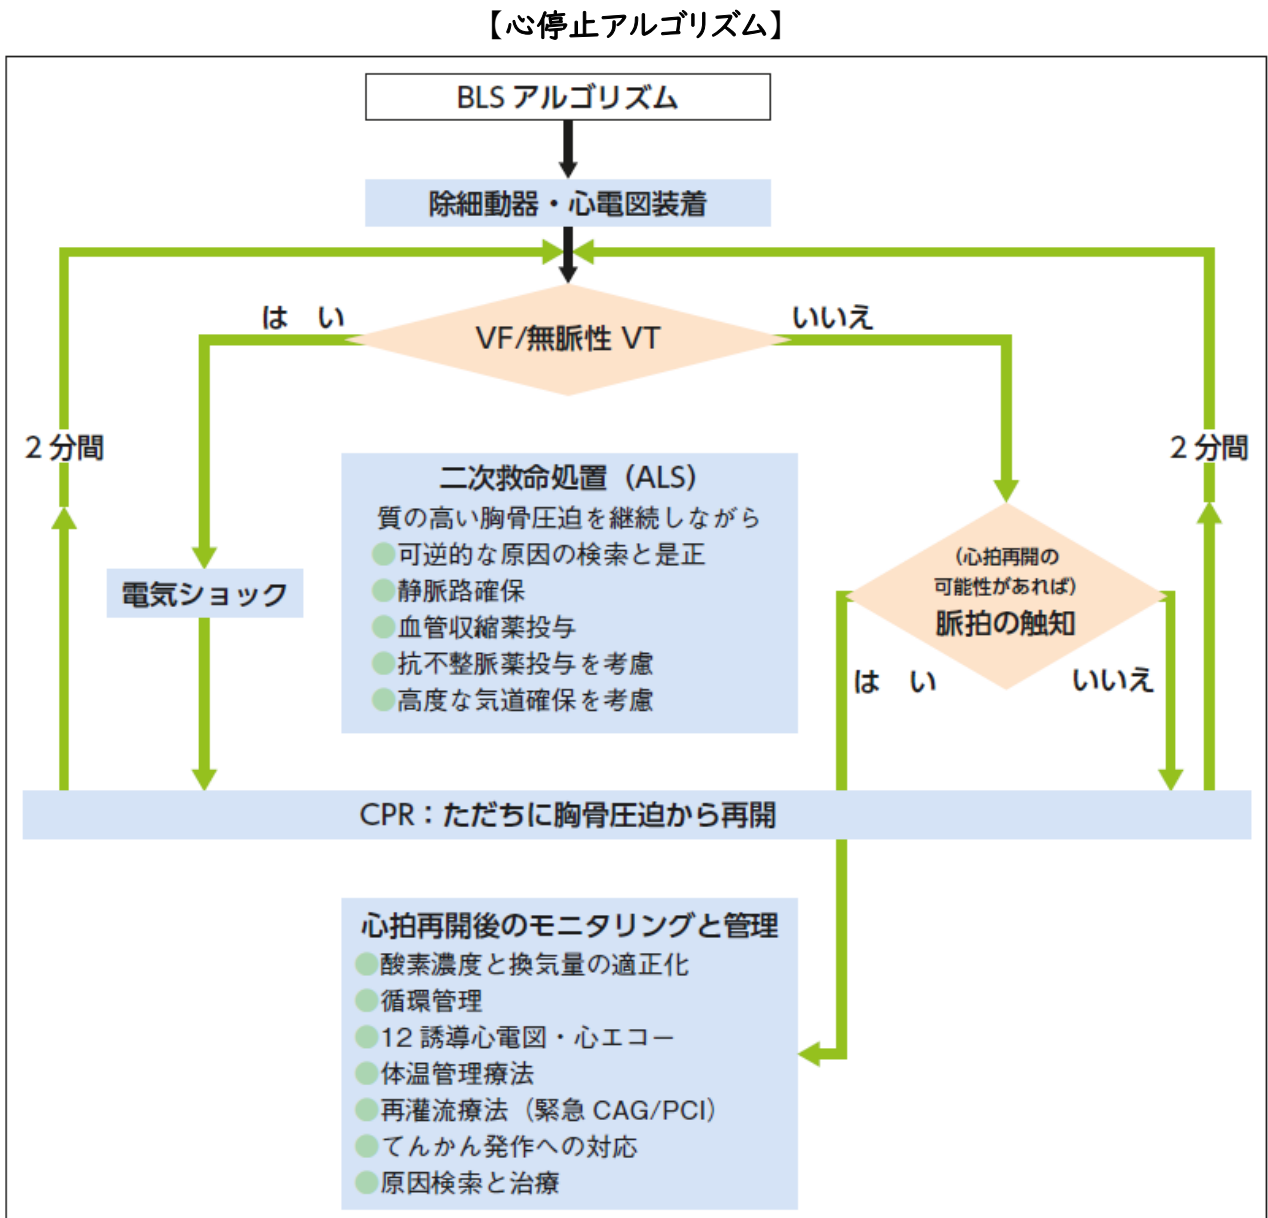 【心停止アルゴリズム】
BLS アルゴリズム
除細動器・心電図装着
VF/無脈性 VT
は い
いいえ
2 分間
2 分間
電気ショック
二次救命処置（ALS）
質の高い胸骨圧迫を継続しながら
●可逆的な原因の検索と是正
●静脈路確保
●血管収縮薬投与
●抗不整脈薬投与を考慮
●高度な気道確保を考慮
（心拍再開の
可能性があれば）
脈拍の触知
は い
いいえ
CPR：ただちに胸骨圧迫から再開
心拍再開後のモニタリングと管理
●酸素濃度と換気量の適正化
●循環管理
●12 誘導心電図・心エコー
●体温管理療法
●再灌流療法（緊急 CAG/PCI）
●てんかん発作への対応
●原因検索と治療